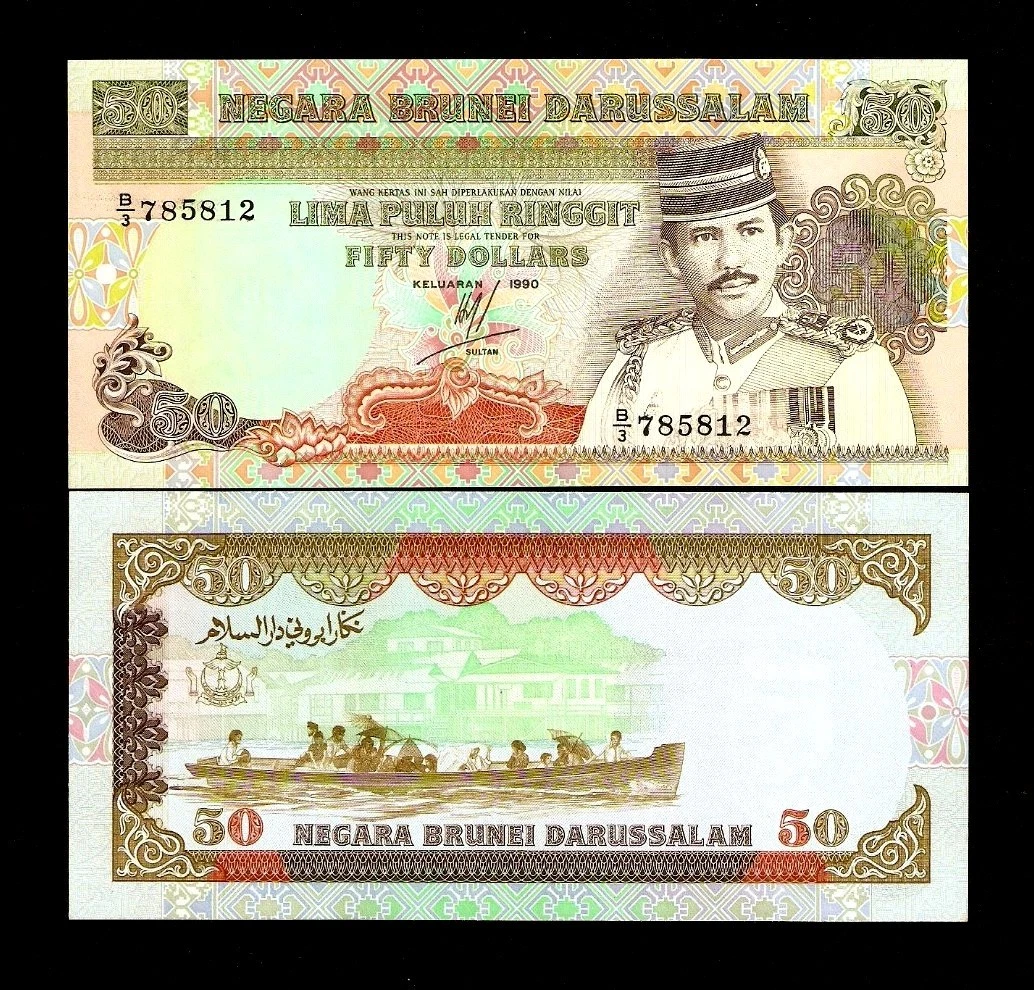 50 NEGARA BRUNEI DARUSSALAM 50
WANG KERTAS INI SAH DIPERLAKUKAN DENGAN NILAI
B/3 785812 LIMA PULUH RINGGIT
THIS NOTE IS LEGAL TENDER FOR
FIFTY DOLLARS
50
KELUARAN 1990
SULTAN
50
B/3 785812
50 50
نݢارا بروني دارالسلام
50 NEGARA BRUNEI DARUSSALAM 50